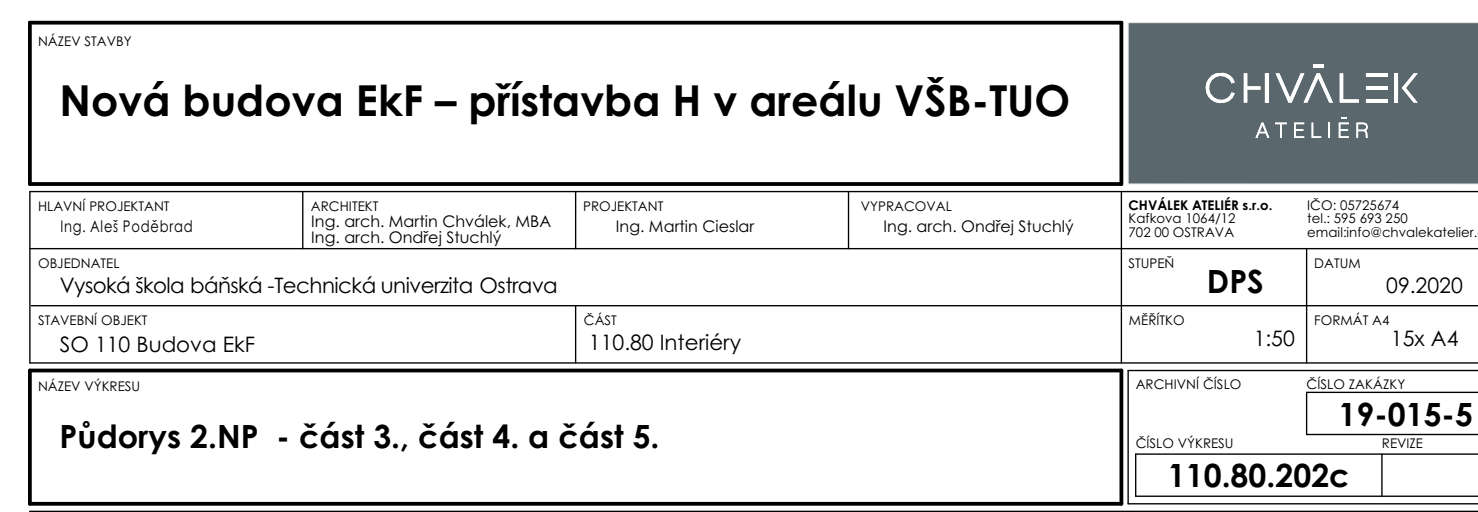 NÁZEV STAVBY
Nová budova EkF – přístavba H v areálu VŠB-TUO
CHVĀLEK
ATELIĒR
HLAVNÍ PROJEKTANT
Ing. Aleš Poděbrad
ARCHITEKT
Ing. arch. Martin Chválek, MBA
Ing. arch. Ondřej Stuchlý
PROJEKTANT
Ing. Martin Cieslar
VYPRACOVAL
Ing. arch. Ondřej Stuchlý
CHVÁLEK ATELIÉR s.r.o.
Kafkova 1064/12
702 00 OSTRAVA
IČO: 05725674
tel.: 595 693 250
email:info@chvalekatelier.
OBJEDNATEL
Vysoká škola báňská -Technická univerzita Ostrava
STUPEŇ
DPS
DATUM
09.2020
STAVEBNÍ OBJEKT
SO 110 Budova EkF
ČÁST
110.80 Interiéry
MĚŘÍTKO
1:50
FORMÁT A4
15x A4
NÁZEV VÝKRESU
Půdorys 2.NP - část 3., část 4. a část 5.
ARCHIVNÍ ČÍSLO
ČÍSLO ZAKÁZKY
19-015-5
ČÍSLO VÝKRESU
REVIZE
110.80.202c